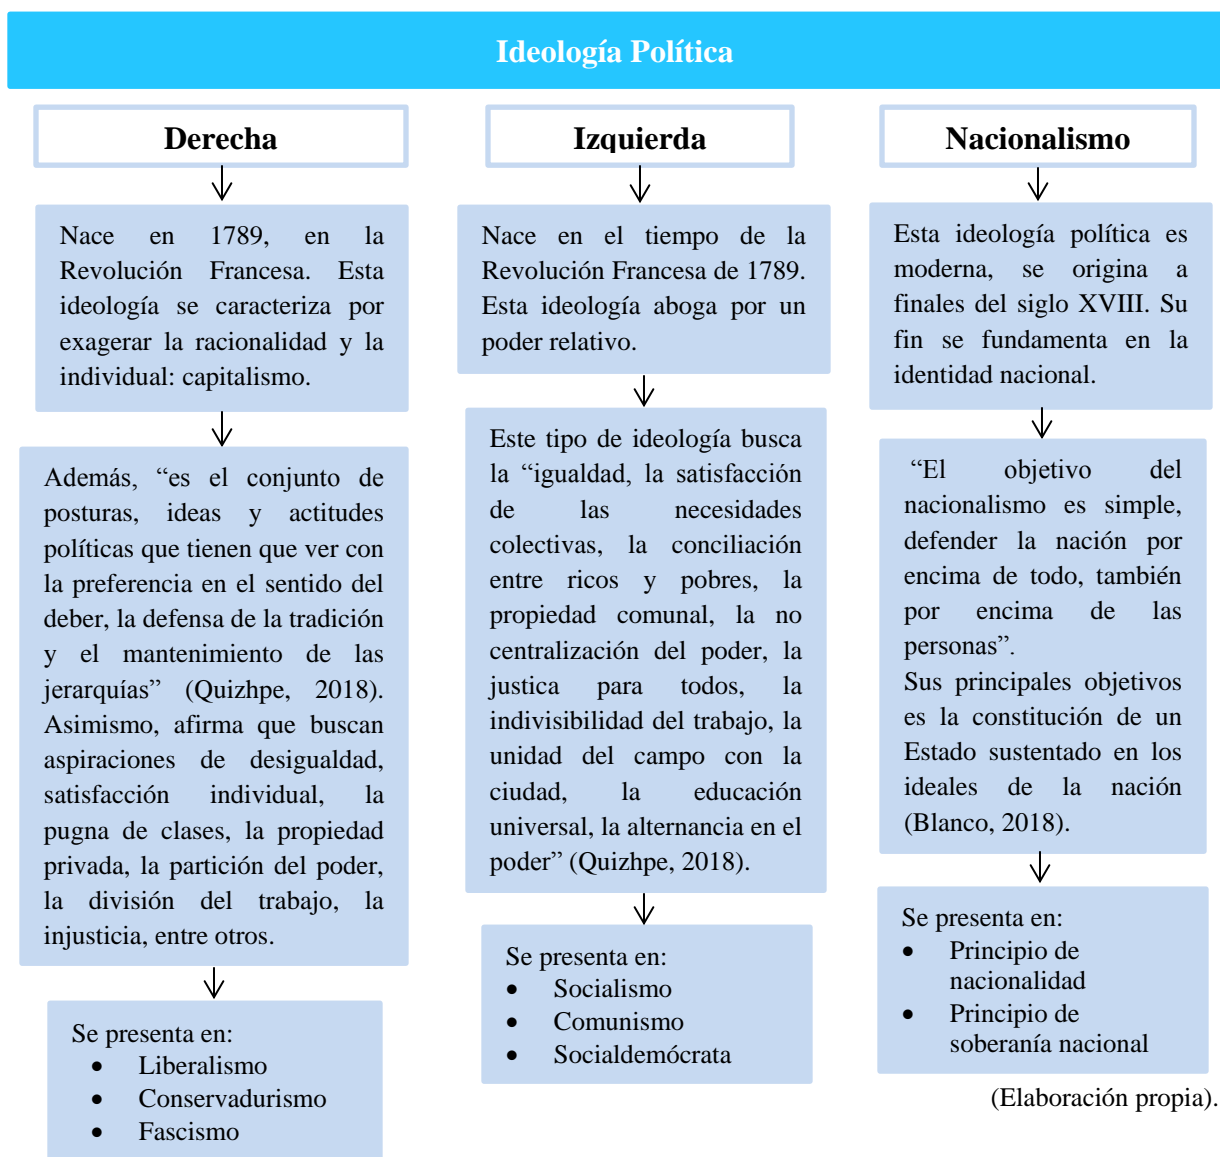 Ideología Política
Derecha
Nace en 1789, en la
Revolución Francesa. Esta
ideología se caracteriza por
exagerar la racionalidad y la
individual: capitalismo.
Además, “es el conjunto de
posturas, ideas y actitudes
políticas que tienen que ver con
la preferencia en el sentido del
deber, la defensa de la tradición
y el mantenimiento de las
jerarquías” (Quizhpe, 2018).
Asimismo, afirma que buscan
aspiraciones de desigualdad,
satisfacción individual, la
pugna de clases, la propiedad
privada, la partición del poder,
la división del trabajo, la
injusticia, entre otros.
Se presenta en:
• Liberalismo
• Conservadurismo
• Fascismo
Izquierda
Nace en el tiempo de la
Revolución Francesa de 1789.
Esta ideología aboga por un
poder relativo.
Este tipo de ideología busca
la “igualdad, la satisfacción
de las necesidades
colectivas, la conciliación
entre ricos y pobres, la
propiedad comunal, la no
centralización del poder, la
justica para todos, la
indivisibilidad del trabajo, la
unidad del campo con la
ciudad, la educación
universal, la alternancia en el
poder” (Quizhpe, 2018).
Se presenta en:
• Socialismo
• Comunismo
• Socialdemócrata
Nacionalismo
Esta ideología política es
moderna, se origina a
finales del siglo XVIII. Su
fin se fundamenta en la
identidad nacional.
“El objetivo del
nacionalismo es simple,
defender la nación por
encima de todo, también
por encima de las
personas”.
Sus principales objetivos
es la constitución de un
Estado sustentado en los
ideales de la nación
(Blanco, 2018).
Se presenta en:
• Principio de
nacionalidad
• Principio de
soberanía nacional
(Elaboración propia).